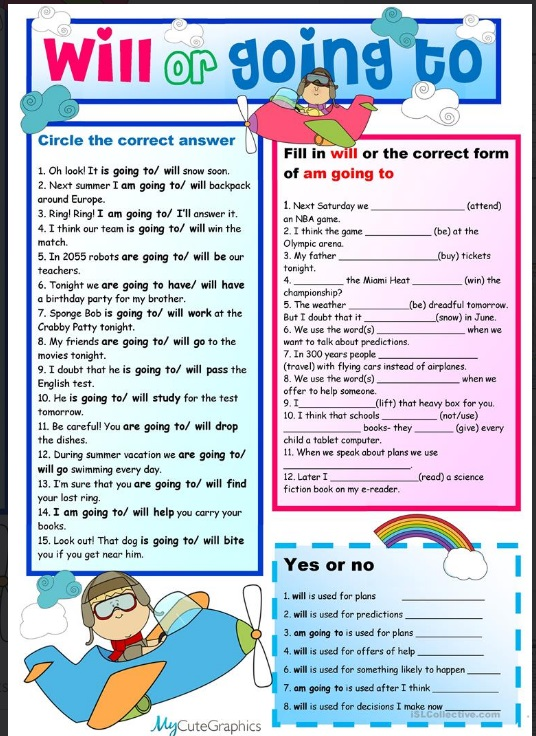 Will or going to
Circle the correct answer
1. Oh look! It is going to/ will snow soon.
2. Next summer I am going to/ will backpack
around Europe.
3. Ring! Ring! I am going to/ I'll answer it.
4. I think our team is going to/ will win the
match.
5. In 2055 robots are going to/ will be our
teachers.
6. Tonight we are going to have/ will have
a birthday party for my brother.
7. Sponge Bob is going to/ will work at the
Crabby Patty tonight.
8. My friends are going to/ will go to the
movies tonight.
9. I doubt that he is going to/ will pass the
English test.
10. He is going to/ will study for the test
tomorrow.
11. Be careful! You are going to/ will drop
the dishes.
12. During summer vacation we are going to/
will go swimming every day.
13. I'm sure that you are going to/ will find
your lost ring.
14. I am going to/ will help you carry your
books.
15. Look out! That dog is going to/ will bite
you if you get near him.
Fill in will or the correct form
of am going to
1. Next Saturday we ____________________ (attend)
an NBA game.
2. I think the game ______________ (be) at the
Olympic arena.
3. My father ____________________(buy) tickets
tonight.
4. __________ the Miami Heat __________ (win) the
championship?
5. The weather ____________(be) dreadful tomorrow.
But I doubt that it ______________(snow) in June.
6. We use the word(s) _________________ when we
want to talk about predictions.
7. In 300 years people ____________________
(travel) with flying cars instead of airplanes.
8. We use the word(s) _________________ when we
offer to help someone.
9. I________________(lift) that heavy box for you.
10. I think that schools ________ (not/use)
________________ books- they ________ (give) every
child a tablet computer.
11. When we speak about plans we use
__________________________.
12. Later I __________________(read) a science
fiction book on my e-reader.
Yes or no
1. will is used for plans ________________
2. will is used for predictions ________________
3. am going to is used for plans _____________
4. will is used for offers of help _____________
6. will is used for something likely to happen _______
7. am going to is used after I think _____________
8. will is used for decisions I make now ___________
iSLCollective.com
MyCuteGraphics